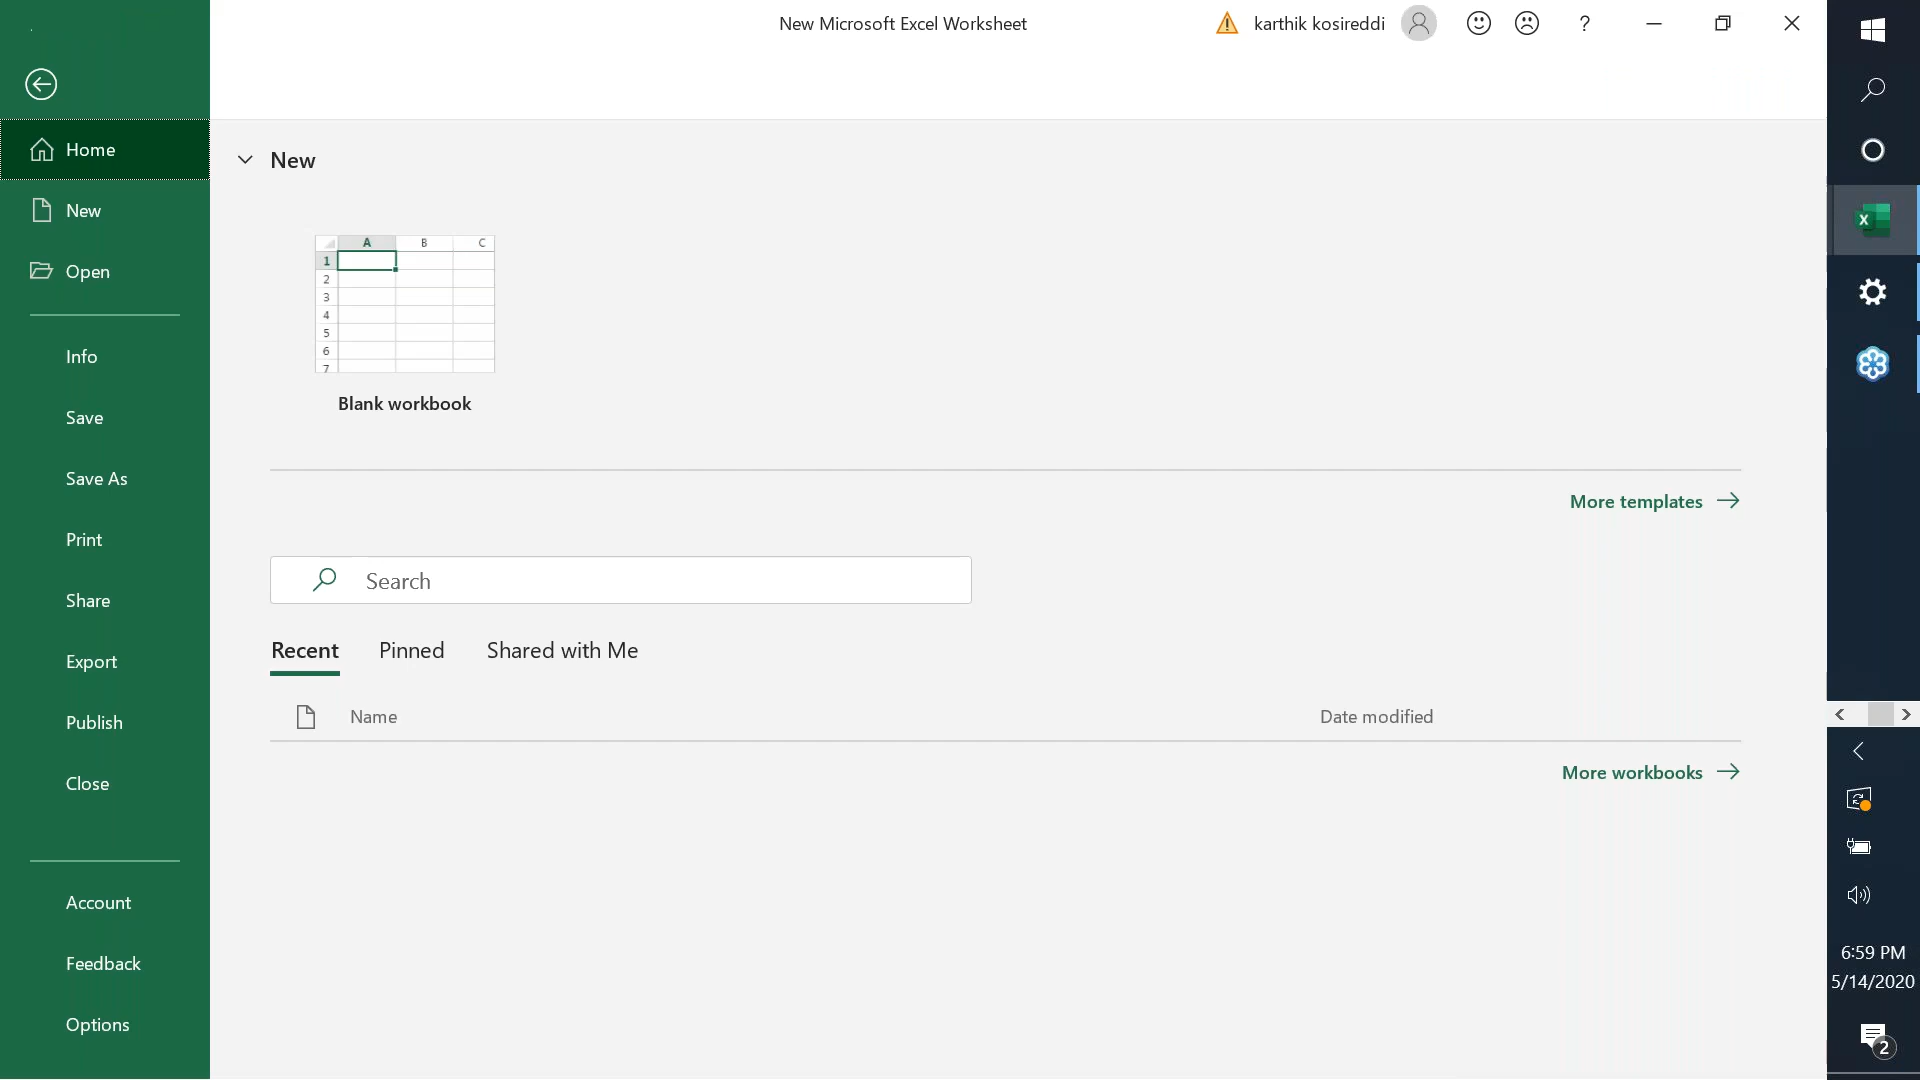 New Microsoft Excel Worksheet
karthik kosireddi
?
Home
New
Open
Info
Save
Save As
Print
Share
Export
Publish
Close
Account
Feedback
Options
New
A B C
1
2
3
4
5
6
7
Blank workbook
More templates
Search
Recent Pinned Shared with Me
Name Date modified
More workbooks
X
6:59 PM
5/14/2020
2